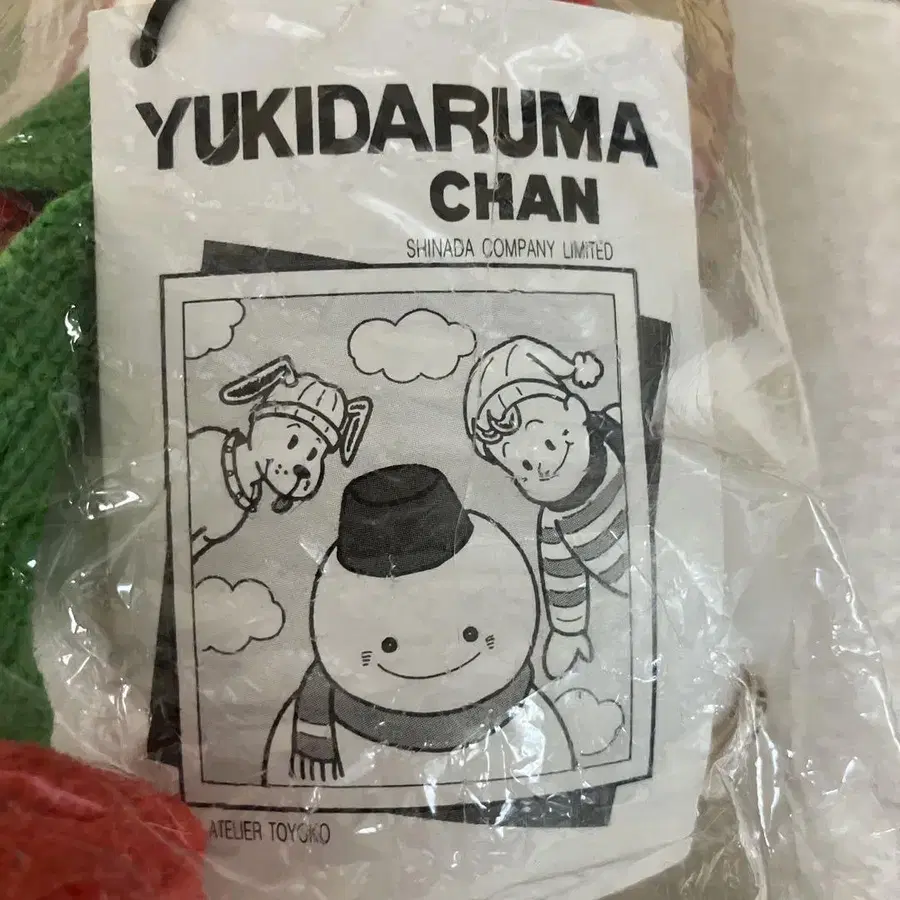 YUKIDARUMA
CHAN
SHINADA COMPANY LIMITED
ATELIER TOYOKO